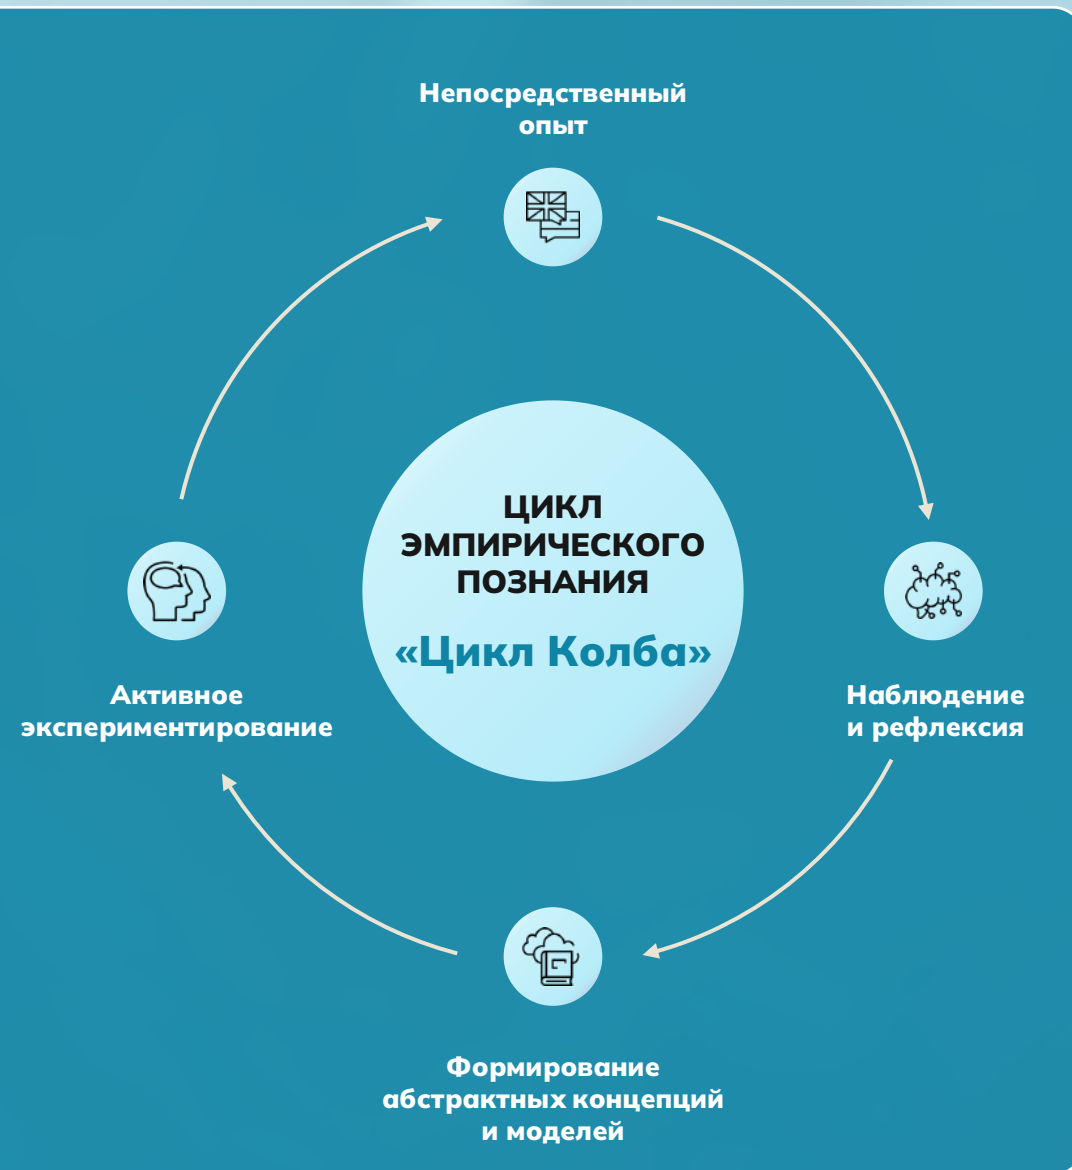 Непосредственный
опыт
ЦИКЛ
ЭМПИРИЧЕСКОГО
ПОЗНАНИЯ
«Цикл Колба»
Активное
экспериментирование
Наблюдение
и рефлексия
Формирование
абстрактных концепций
и моделей